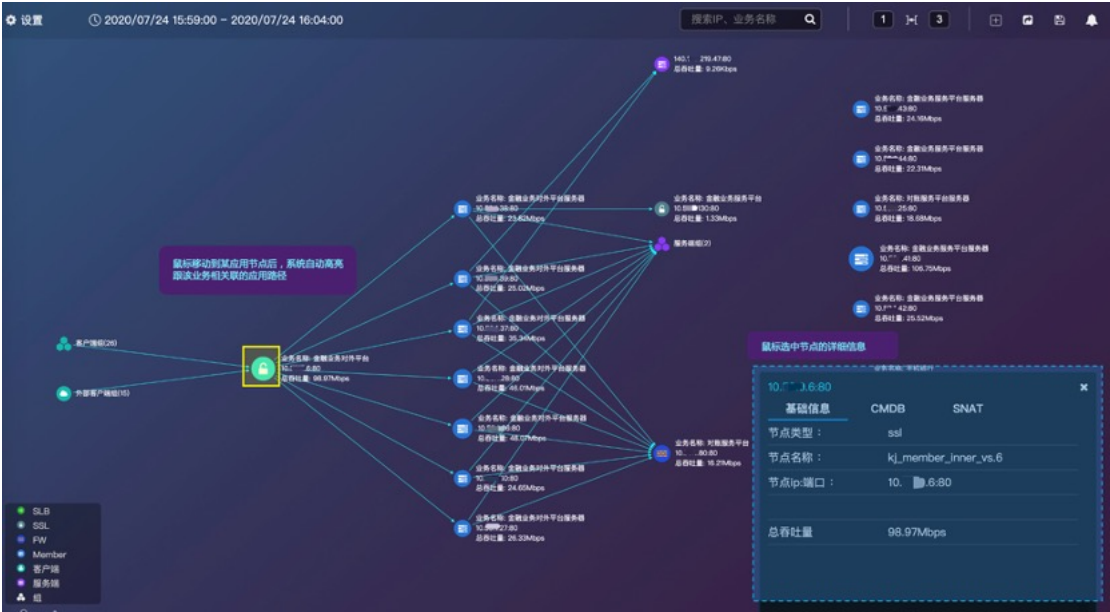 设置
2020/07/24 15:59:00 - 2020/07/24 16:04:00
搜索IP、业务名称
1
3
140.1 .219.47:80
总吞吐量: 9.26Kbps
业务名称: 金融业务服务平台服务器
总吞吐量: 24.16Mbps
业务名称: 金融业务服务平台服务器
总吞吐量: 22.31Mbps
业务名称: 对账服务平台服务器
总吞吐量: 18.58Mbps
业务名称: 金融业务服务平台服务器
总吞吐量: 106.75Mbps
业务名称: 金融业务服务平台服务器
总吞吐量: 25.52Mbps
业务名称: 金融业务服务平台
总吞吐量: 1.33Mbps
服务端组(2)
业务名称: 对账服务平台
总吞吐量: 16.21Mbps
业务名称: 金融业务对外平台服务器
总吞吐量: 23.62Mbps
业务名称: 金融业务对外平台服务器
总吞吐量: 25.02Mbps
业务名称: 金融业务对外平台服务器
总吞吐量: 35.34Mbps
业务名称: 金融业务对外平台服务器
总吞吐量: 46.01Mbps
业务名称: 金融业务对外平台服务器
总吞吐量: 48.07Mbps
业务名称: 金融业务对外平台服务器
总吞吐量: 24.65Mbps
业务名称: 金融业务对外平台服务器
总吞吐量: 26.33Mbps
鼠标移动到某应用节点后，系统自动高亮
跟该业务相关联的应用路径
客户端组(26)
外部客户端组(15)
业务名称: 金融业务对外平台
总吞吐量: 98.97Mbps
鼠标选中节点的详细信息
10. .6:80
基础信息 CMDB SNAT
节点类型： ssl
节点名称： kj_member_inner_vs.6
节点ip:端口： 10. .6:80
总吞吐量 98.97Mbps
SLB
SSL
FW
Member
客户端
服务端
组